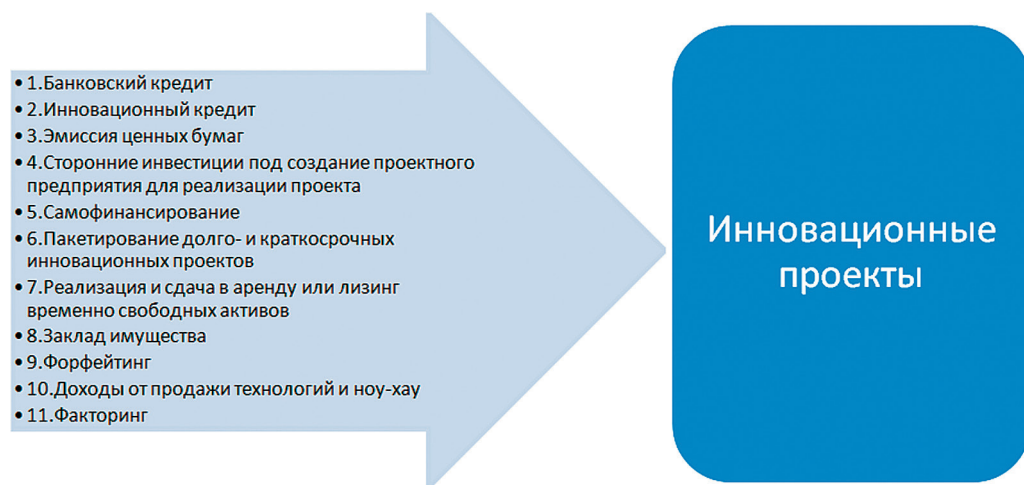 • 1.Банковский кредит
• 2.Инновационный кредит
• 3.Эмиссия ценных бумаг
• 4.Сторонние инвестиции под создание проектного
предприятия для реализации проекта
• 5.Самофинансирование
• 6.Пакетирование долго- и краткосрочных
инновационных проектов
• 7.Реализация и сдача в аренду или лизинг
временно свободных активов
• 8.Заклад имущества
• 9.Форфейтинг
• 10.Доходы от продажи технологий и ноу-хау
• 11.Факторинг
Инновационные
проекты